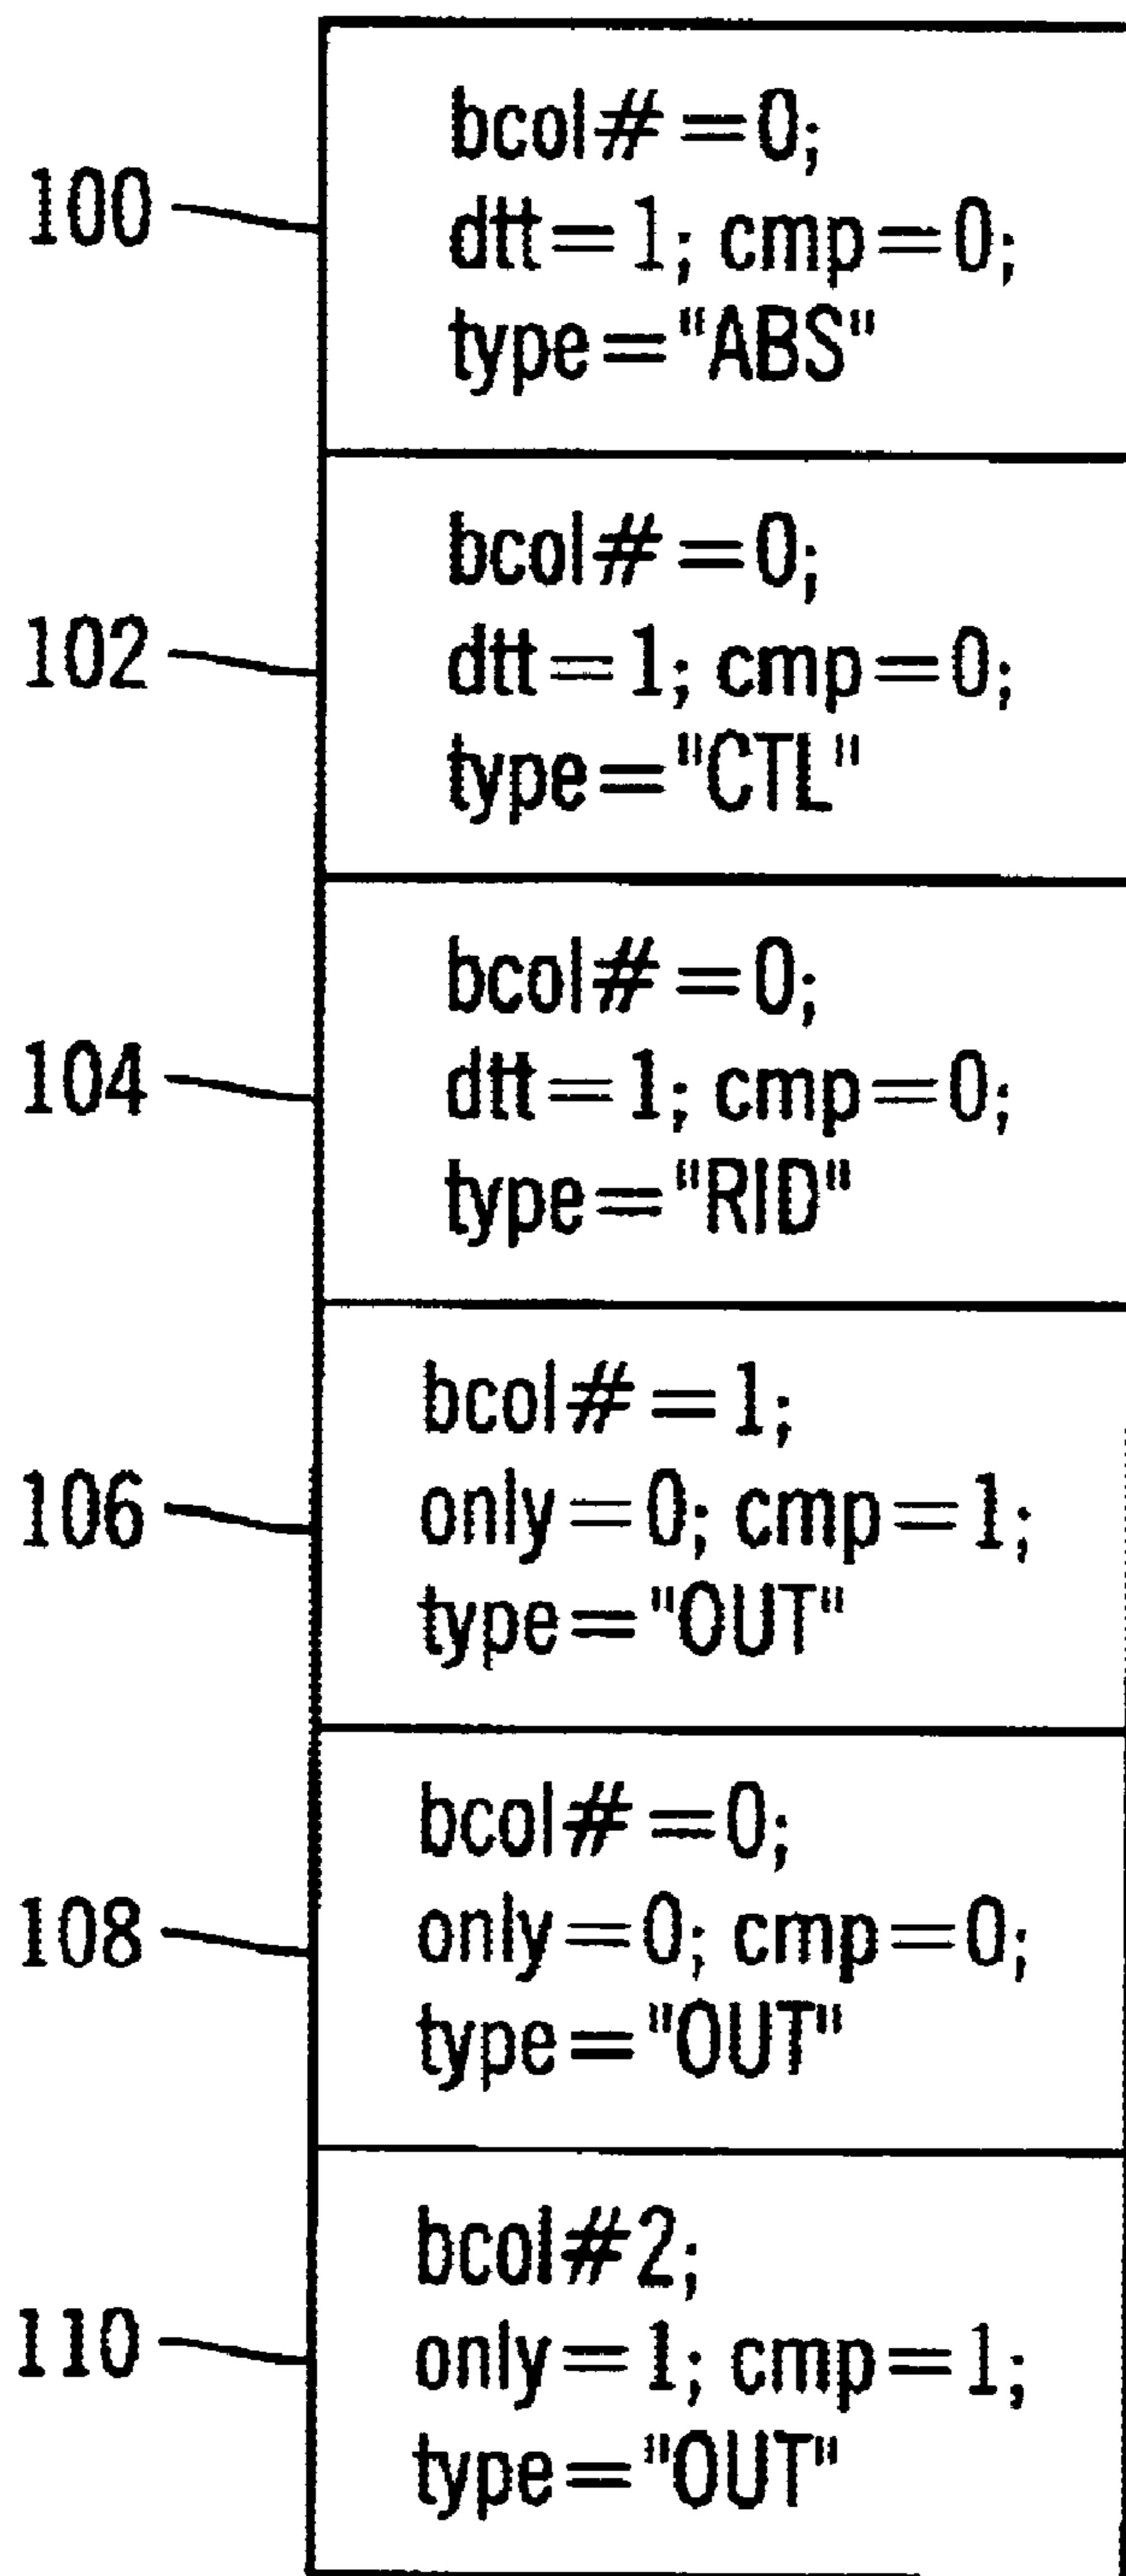 bcol#=0;
100
dtt=1; cmp=0;
type="ABS"
bcol#=0;
102
dtt=1; cmp=0;
type="CTL"
bcol#=0;
104
dtt=1; cmp=0;
type="RID"
bcol#=1;
106
only=0; cmp=1;
type="OUT"
bcol#=0;
108
only=0; cmp=0;
type="OUT"
bcol#2;
110
only=1; cmp=1;
type="OUT"